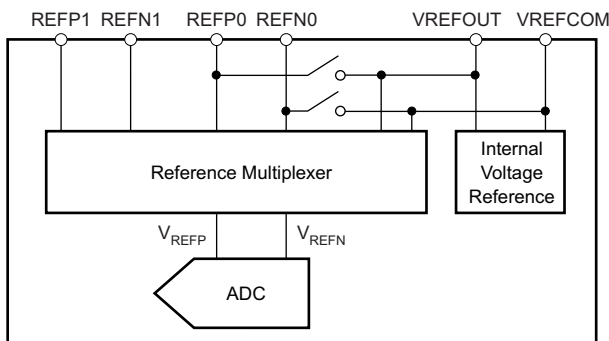 REFP1 REFN1 REFP0 REFN0 VREFOUT VREFCOM
Reference Multiplexer
Internal
Voltage
Reference
VREFP VREFN
ADC